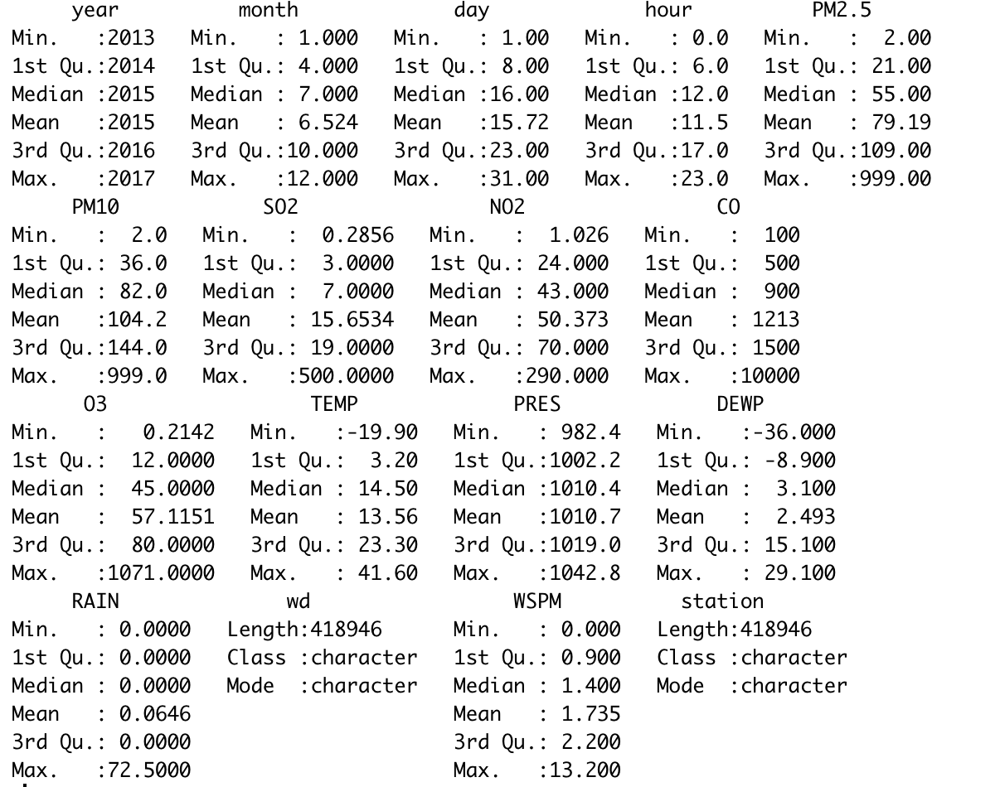 year          month             day             hour          PM2.5
Min.   :2013   Min.   : 1.000   Min.   : 1.00   Min.   : 0.0   Min.   :  2.00
1st Qu.:2014   1st Qu.: 4.000   1st Qu.: 8.00   1st Qu.: 6.0   1st Qu.: 21.00
Median :2015   Median : 7.000   Median :16.00   Median :12.0   Median : 55.00
Mean   :2015   Mean   : 6.524   Mean   :15.72   Mean   :11.5   Mean   : 79.19
3rd Qu.:2016   3rd Qu.:10.000   3rd Qu.:23.00   3rd Qu.:17.0   3rd Qu.:109.00
Max.   :2017   Max.   :12.000   Max.   :31.00   Max.   :23.0   Max.   :999.00
     PM10            SO2                NO2                CO
Min.   :  2.0   Min.   :  0.2856   Min.   :  1.026   Min.   :  100
1st Qu.: 36.0   1st Qu.:  3.0000   1st Qu.: 24.000   1st Qu.:  500
Median : 82.0   Median :  7.0000   Median : 43.000   Median :  900
Mean   :104.2   Mean   : 15.6534   Mean   : 50.373   Mean   : 1213
3rd Qu.:144.0   3rd Qu.: 19.0000   3rd Qu.: 70.000   3rd Qu.: 1500
Max.   :999.0   Max.   :500.0000   Max.   :290.000   Max.   :10000
      O3                 TEMP             PRES             DEWP
Min.   :   0.2142   Min.   :-19.90   Min.   : 982.4   Min.   :-36.000
1st Qu.:  12.0000   1st Qu.:  3.20   1st Qu.:1002.2   1st Qu.: -8.900
Median :  45.0000   Median : 14.50   Median :1010.4   Median :  3.100
Mean   :  57.1151   Mean   : 13.56   Mean   :1010.7   Mean   :  2.493
3rd Qu.:  80.0000   3rd Qu.: 23.30   3rd Qu.:1019.0   3rd Qu.: 15.100
Max.   :1071.0000   Max.   : 41.60   Max.   :1042.8   Max.   : 29.100
     RAIN              wd                 WSPM          station
Min.   : 0.0000   Length:418946      Min.   : 0.000   Length:418946
1st Qu.: 0.0000   Class :character   1st Qu.: 0.900   Class :character
Median : 0.0000   Mode  :character   Median : 1.400   Mode  :character
Mean   : 0.0646                      Mean   : 1.735
3rd Qu.: 0.0000                      3rd Qu.: 2.200
Max.   :72.5000                      Max.   :13.200